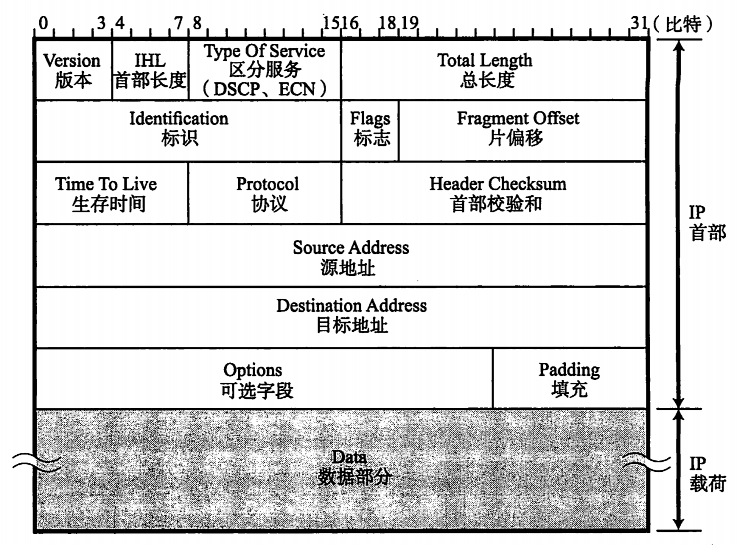 0 3 4 7 8 15 16 18 19 31(比特)
Version
版本
IHL
首部长度
Type Of Service
区分服务
(DSCP、ECN)
Total Length
总长度
Identification
标识
Flags
标志
Fragment Offset
片偏移
Time To Live
生存时间
Protocol
协议
Header Checksum
首部校验和
Source Address
源地址
Destination Address
目标地址
Options
可选字段
Padding
填充
IP
首部
Data
数据部分
IP
载荷